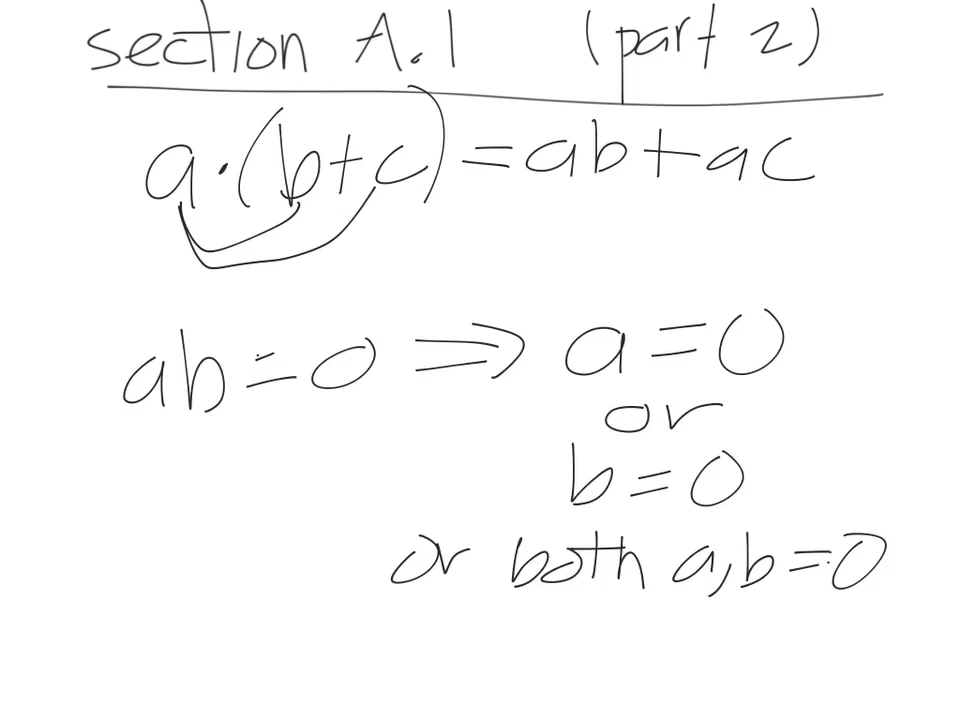 section A.1 (part 2)
a·(b+c)=ab+ac
ab=0 ⇒ a=0
or
b=0
or both a,b=0